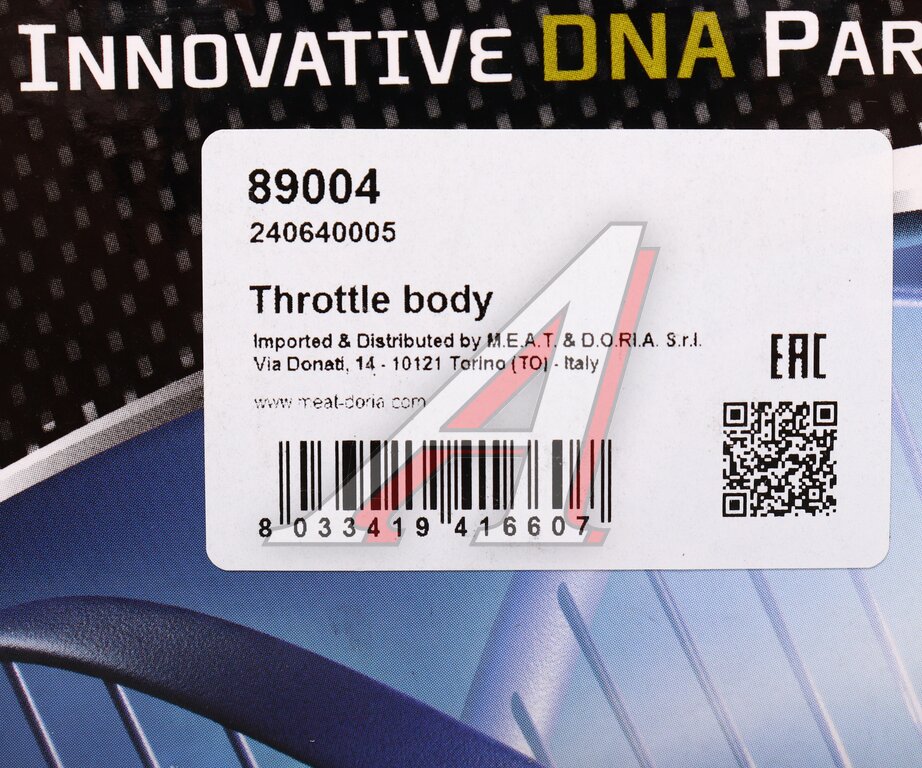 INNOVATIVE DNA PAR
89004
240640005
Throttle body
Imported & Distributed by M.E.A.T. & D.O.R.I.A. S.r.l.
Via Donati, 14 - 10121 Torino (TO) - Italy
www.meat-doria.com
EAC
8 033419 416607